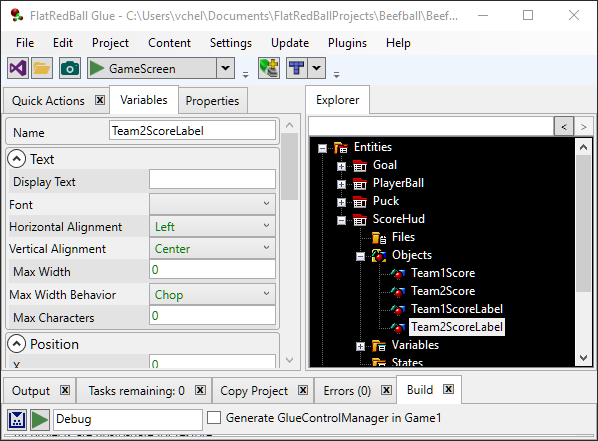 FlatRedBall Glue - C:\Users\vchel\Documents\FlatRedBallProjects\Beefball\Beef...
File Edit Project Content Settings Update Plugins Help
GameScreen
Quick Actions Variables Properties
Explorer
Name Team2ScoreLabel
Text
Display Text
Font
Horizontal Alignment Left
Vertical Alignment Center
Max Width 0
Max Width Behavior Chop
Max Characters 0
Position
X 0
< >
Entities
Goal
PlayerBall
Puck
ScoreHud
Files
Objects
Team1Score
Team2Score
Team1ScoreLabel
Team2ScoreLabel
Variables
States
Output Tasks remaining: 0 Copy Project Errors (0) Build
Debug Generate GlueControlManager in Game1